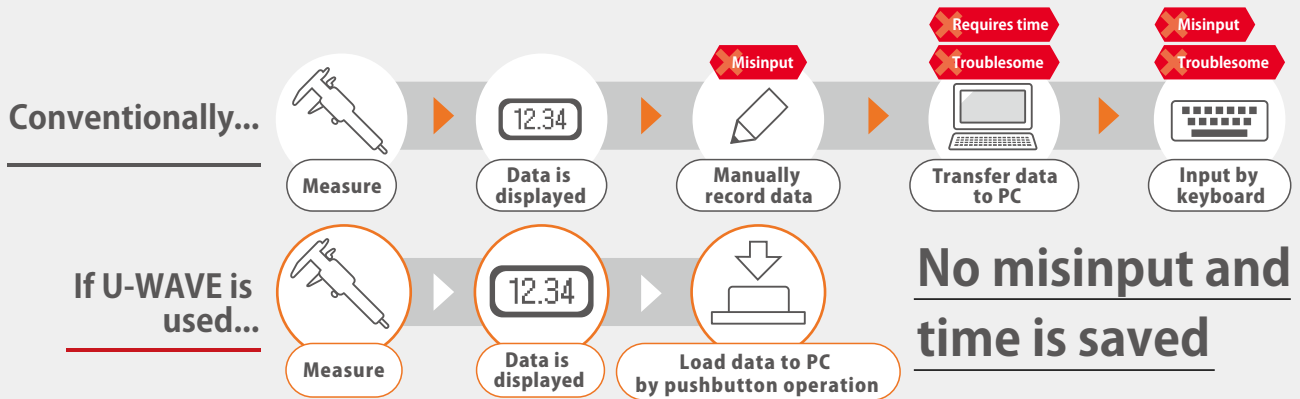 Requires time
Misinput
Misinput
Troublesome
Troublesome
Conventionally...
12.34
Measure
Data is
displayed
Manually
record data
Transfer data
to PC
Input by
keyboard
If U-WAVE is
used...
12.34
Measure
Data is
displayed
Load data to PC
by pushbutton operation
No misinput and
time is saved